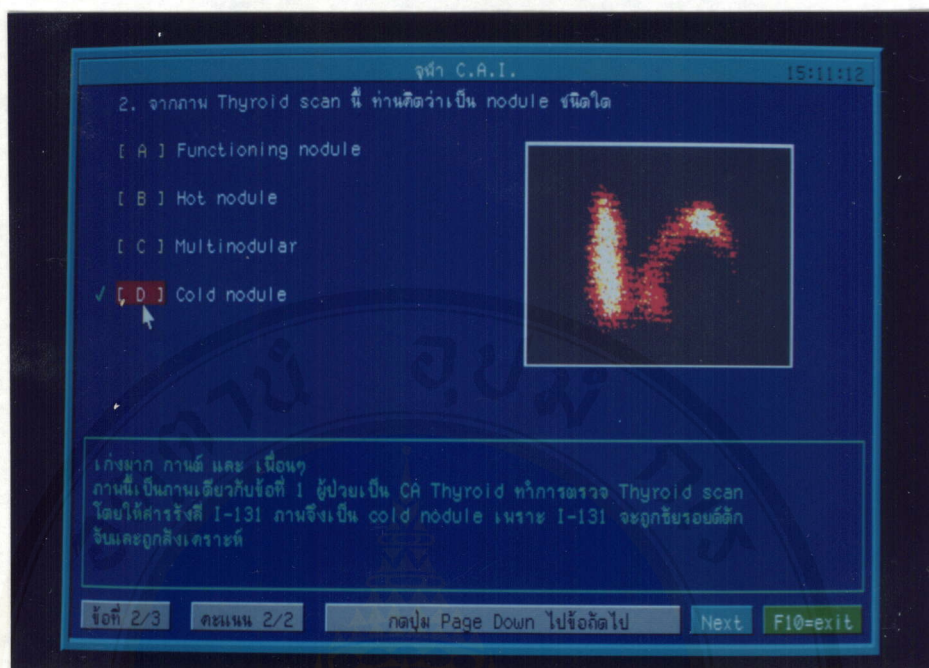 จุฬา C.A.I.
15:11:12
2. จากภาพ Thyroid scan นี้ ท่านคิดว่าเป็น nodule ชนิดใด
[ A ] Functioning nodule
[ B ] Hot nodule
[ C ] Multinodular
✓ [ D ] Cold nodule
เก่งมาก กานต์ และ เพื่อนๆ
ภาพนี้เป็นภาพเดียวกับข้อที่ 1 ผู้ป่วยเป็น CA Thyroid ทำการตรวจ Thyroid scan
โดยให้สารรังสี I-131 ภาพจึงเป็น cold nodule เพราะ I-131 จะถูกธัยรอยด์ดัก
จับและถูกสังเคราะห์
ข้อที่ 2/3
คะแนน 2/2
กดปุ่ม Page Down ไปข้อถัดไป
Next
F10=exit